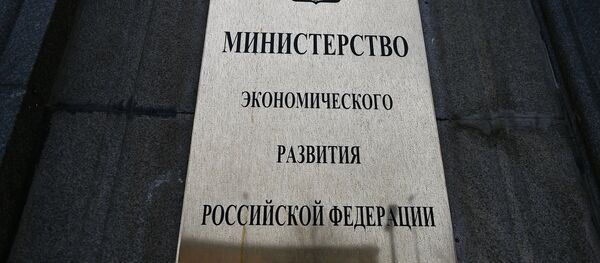 МИНИСТЕРСТВО
ЭКОНОМИЧЕСКОГО
РАЗВИТИЯ
РОССИЙСКОЙ ФЕДЕРАЦИИ